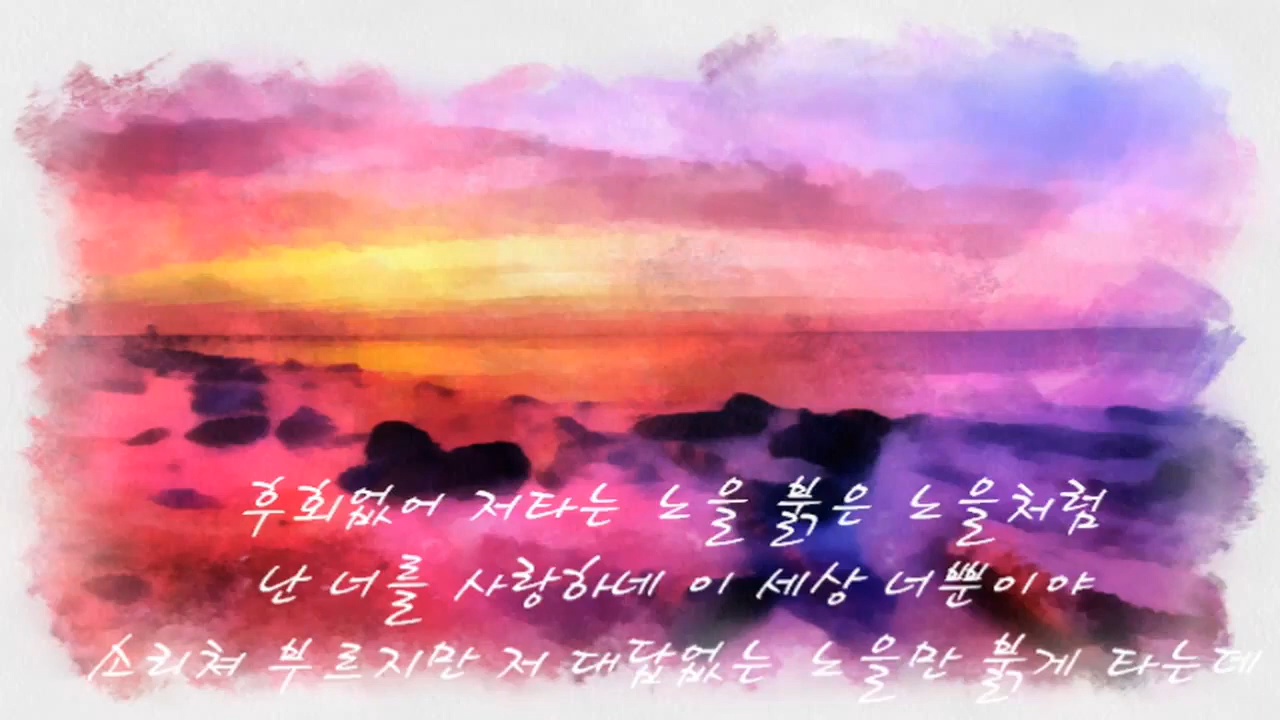 후회없어 저타는 노을 붉은 노을처럼
난 너를 사랑하네 이 세상 너뿐이야
소리쳐 부르지만 저 대답없는 노을만 붉게 타는데